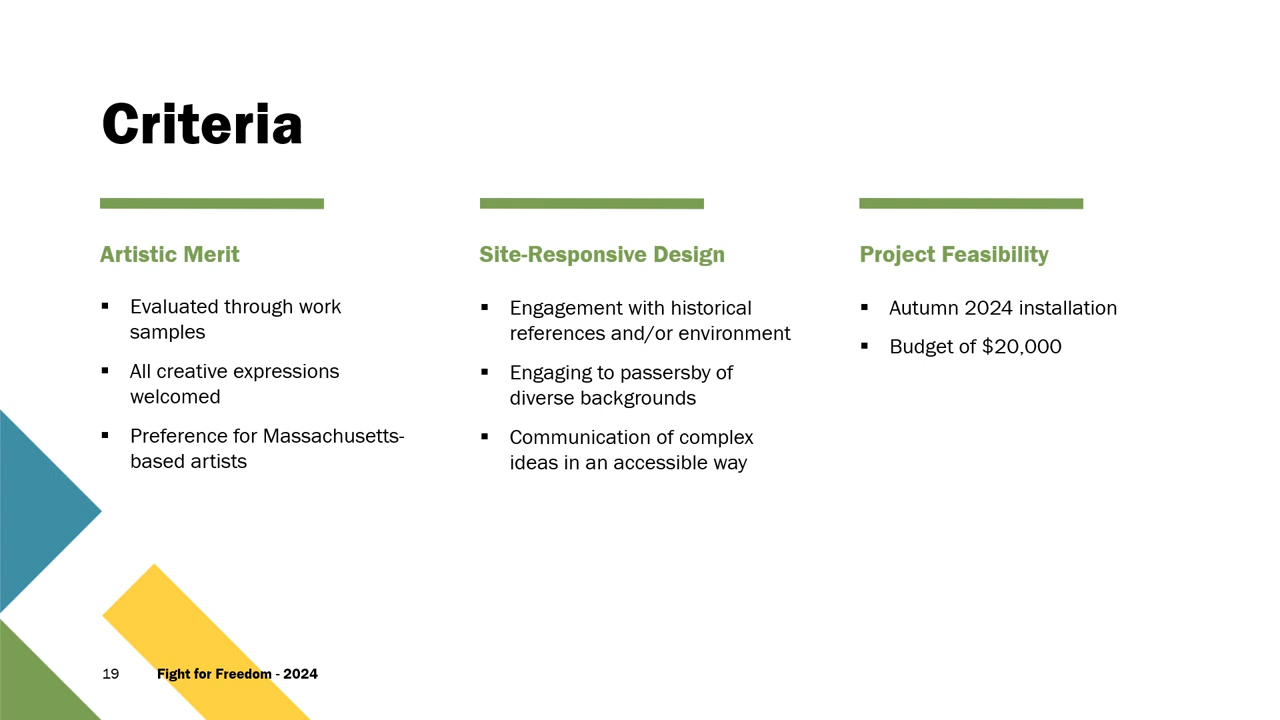 Criteria
Artistic Merit
▪ Evaluated through work
samples
▪ All creative expressions
welcomed
▪ Preference for Massachusetts-
based artists
Site-Responsive Design
▪ Engagement with historical
references and/or environment
▪ Engaging to passersby of
diverse backgrounds
▪ Communication of complex
ideas in an accessible way
Project Feasibility
▪ Autumn 2024 installation
▪ Budget of $20,000
19 Fight for Freedom - 2024